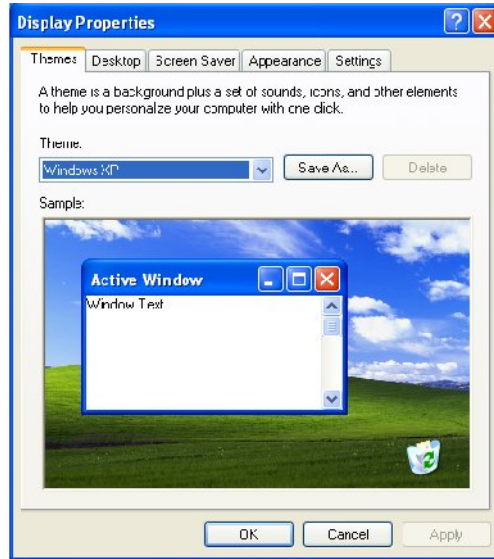 Display Properties
Themes Desktop Screen Saver Appearance Settings
A theme is a background plus a set of sounds, icons, and other elements
to help you personalize your computer with one click.
Theme:
Windows XP Save As... Delete
Sample:
Active Window
Window Text
OK Cancel Apply